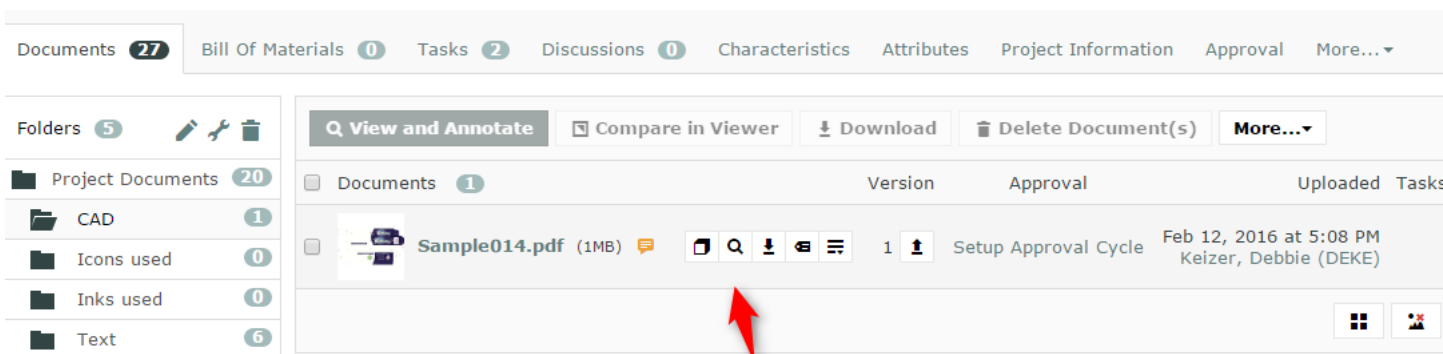 Documents 27 Bill Of Materials 0 Tasks 2 Discussions 0 Characteristics Attributes Project Information Approval More...
Folders 5
View and Annotate Compare in Viewer Download Delete Document(s) More...
Project Documents 20
Documents 1 Version Approval Uploaded Tasks
CAD 1
Sample014.pdf (1MB) 1 Setup Approval Cycle Feb 12, 2016 at 5:08 PM
Keizer, Debbie (DEKE)
Icons used 0
Inks used 0
Text 6